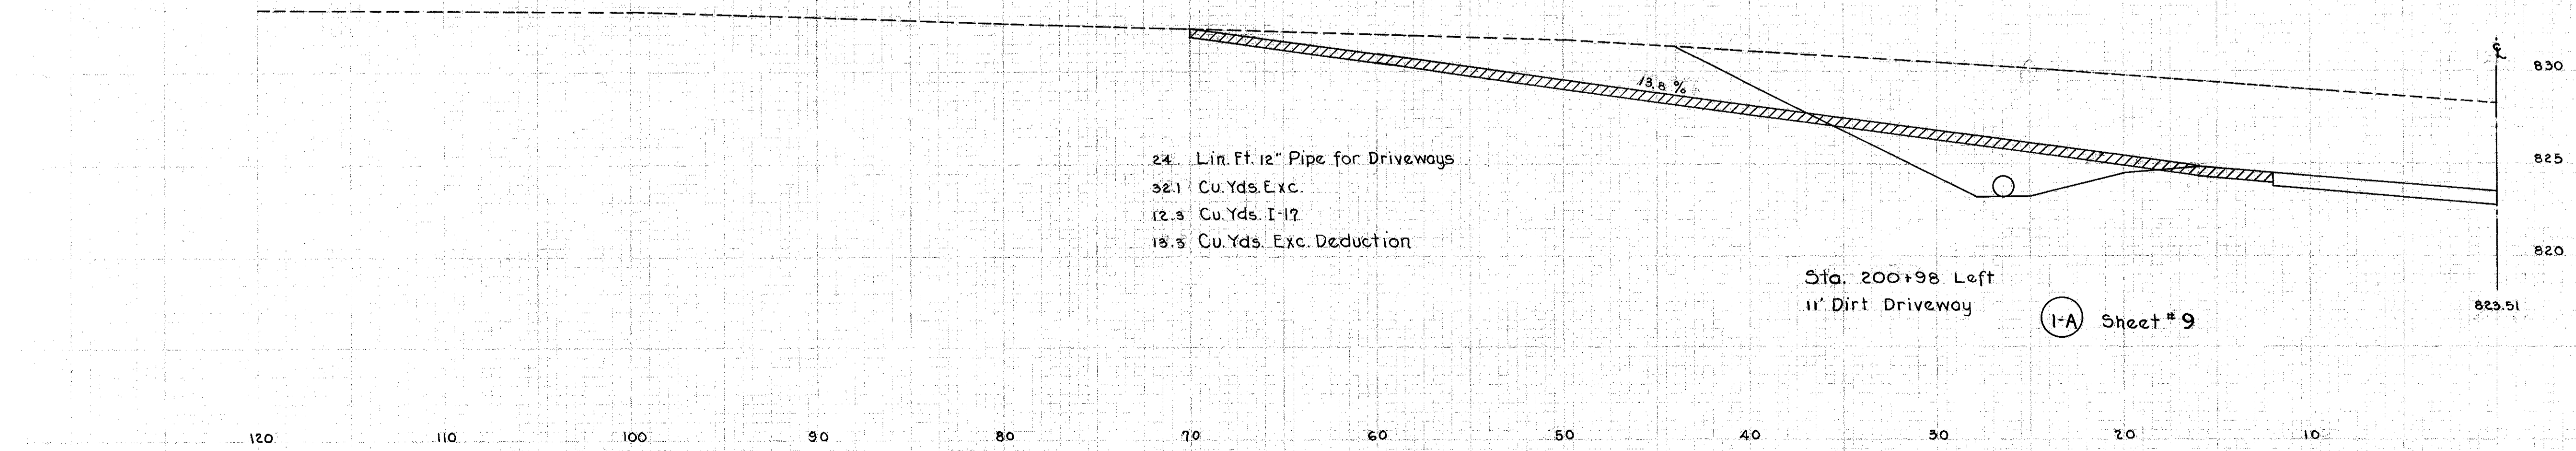 ℄
830
13.8 %
24 Lin. Ft. 12" Pipe for Driveways
825
32.1 Cu. Yds. Exc.
12.3 Cu. Yds. I-17
13.3 Cu. Yds. Exc. Deduction
820
Sta. 200+98 Left
11' Dirt Driveway
1-A Sheet #9
823.51
120 110 100 90 80 70 60 50 40 30 20 10